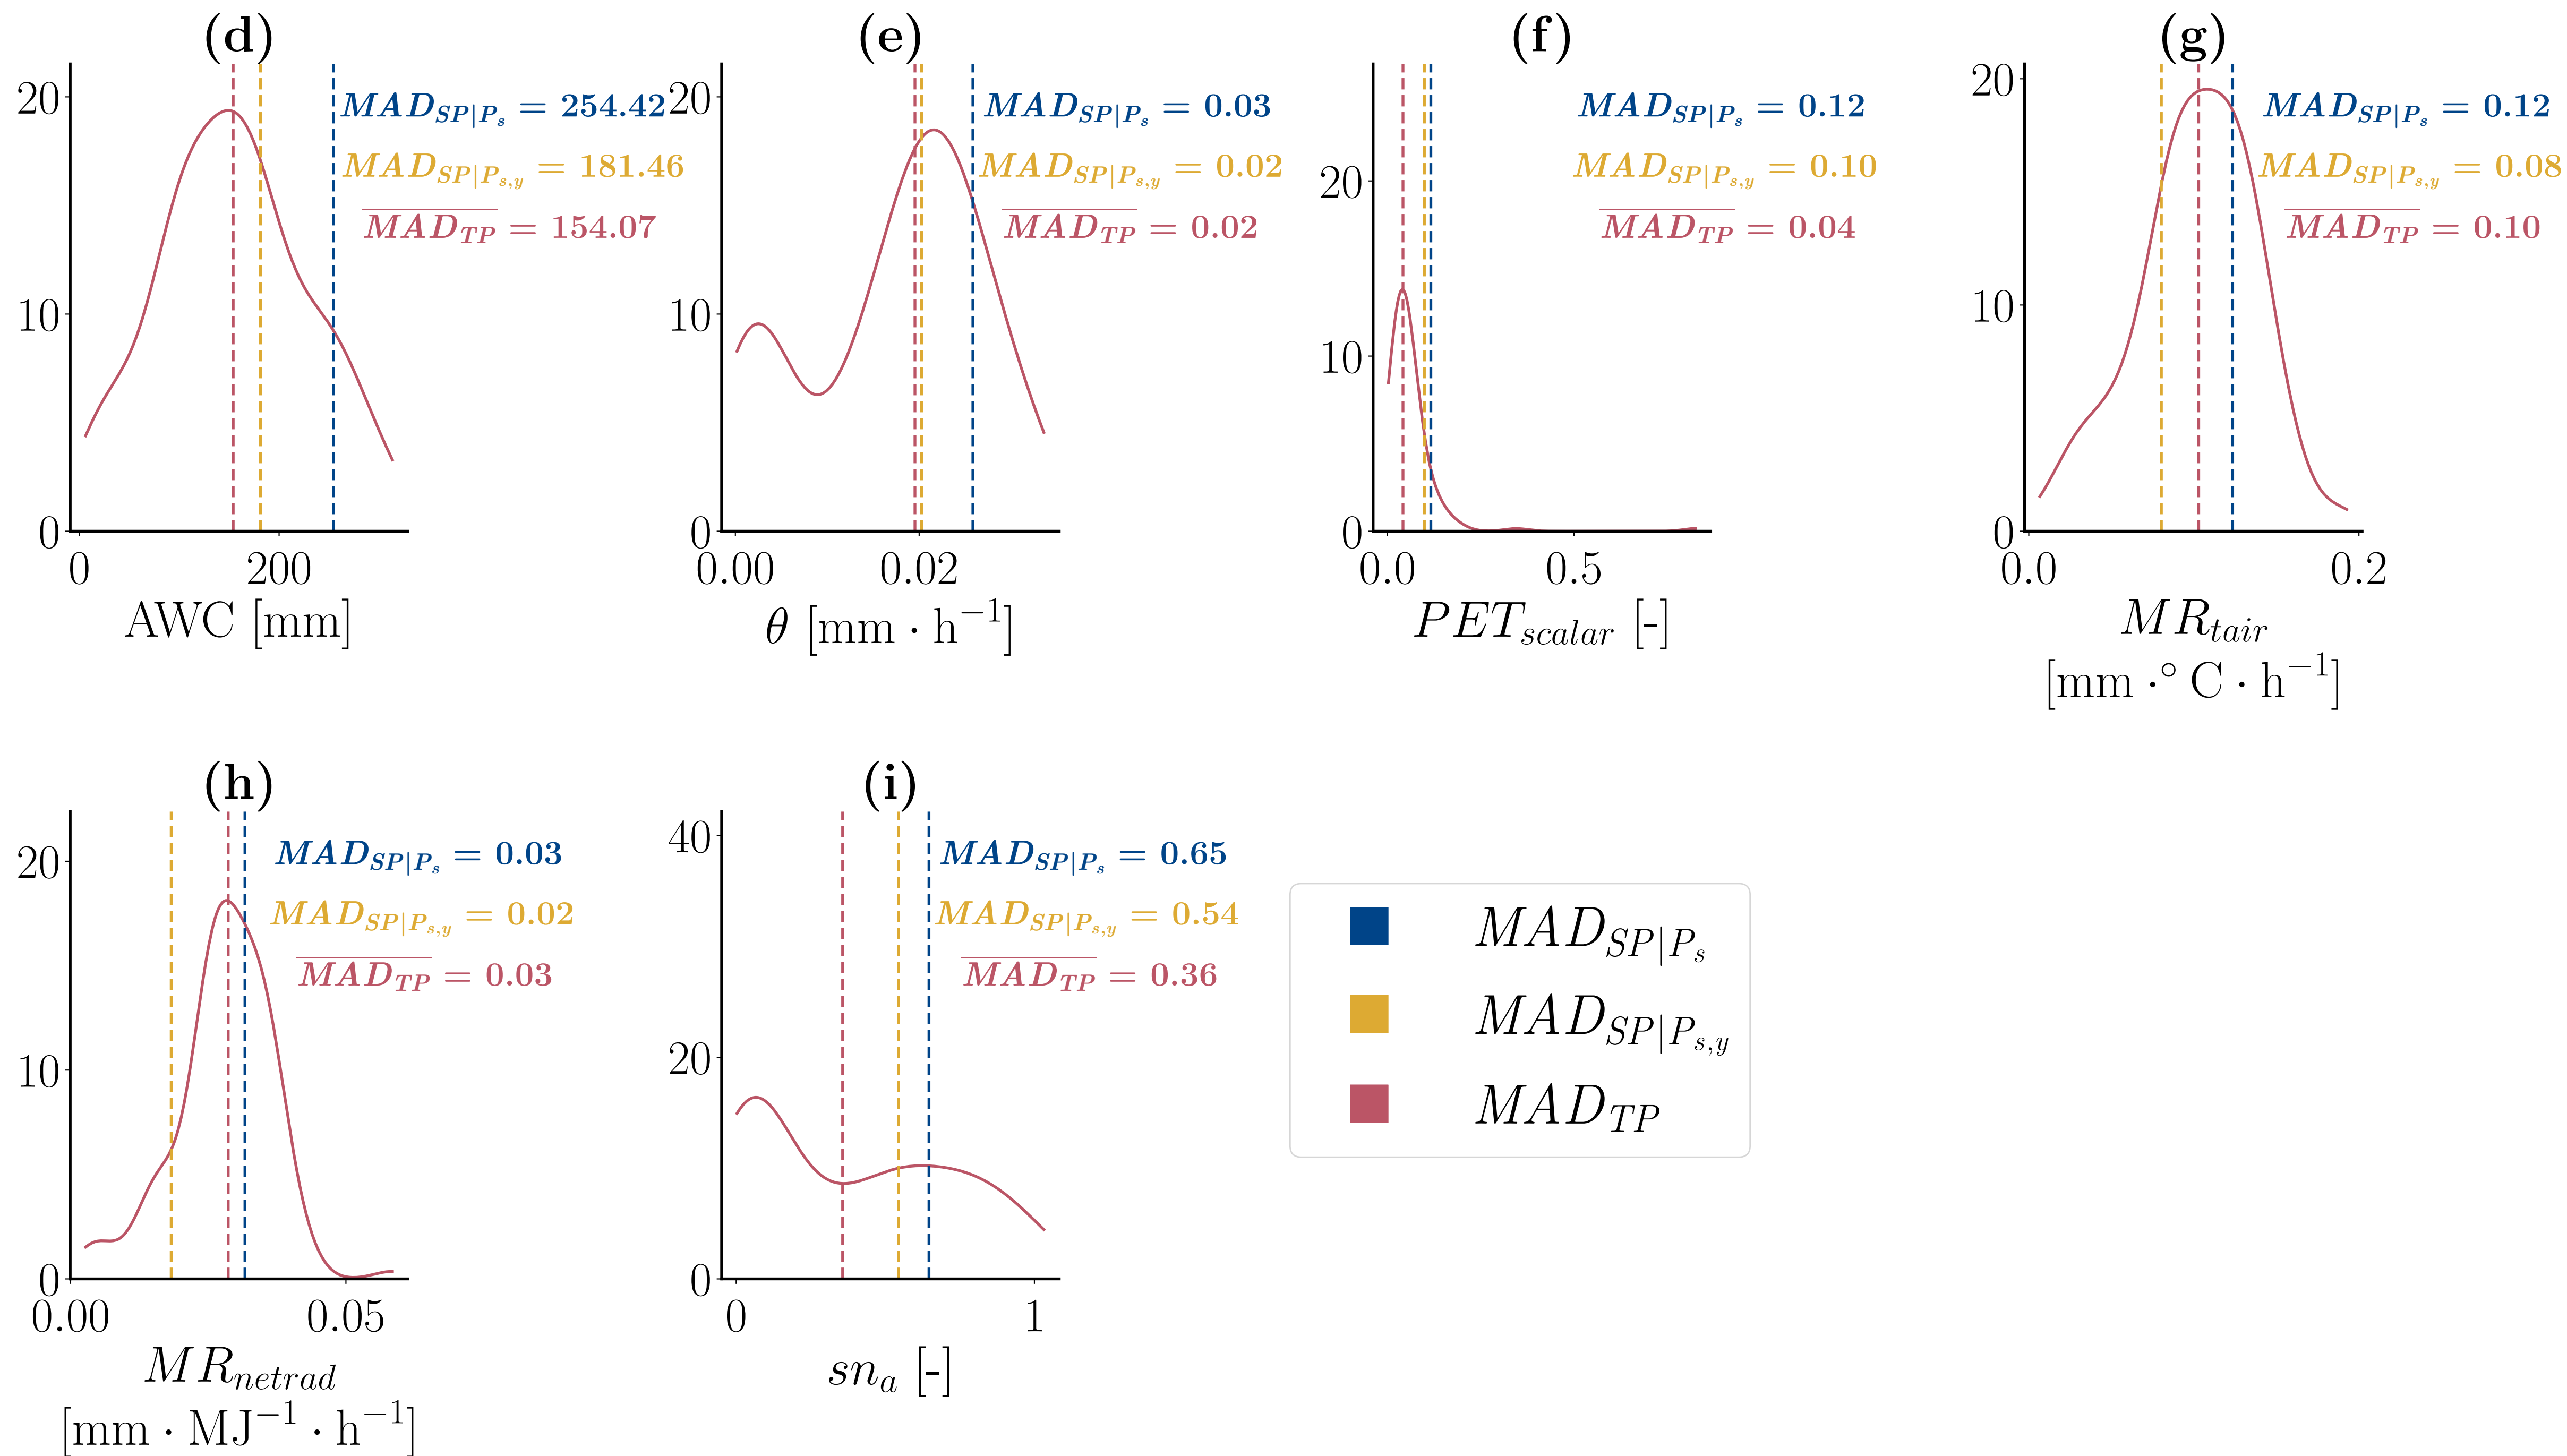 (d)
20
10
0
0 200
AWC [mm]
MAD_{SP|P_s} = 254.42
MAD_{SP|P_{s,y}} = 181.46
\overline{MAD_{TP}} = 154.07
(e)
20
10
0
0.00 0.02
θ [mm · h⁻¹]
MAD_{SP|P_s} = 0.03
MAD_{SP|P_{s,y}} = 0.02
\overline{MAD_{TP}} = 0.02
(f)
20
10
0
0.0 0.5
PET_{scalar} [-]
MAD_{SP|P_s} = 0.12
MAD_{SP|P_{s,y}} = 0.10
\overline{MAD_{TP}} = 0.04
(g)
20
10
0
0.0 0.2
MR_{tair}
[mm ·° C · h⁻¹]
MAD_{SP|P_s} = 0.12
MAD_{SP|P_{s,y}} = 0.08
\overline{MAD_{TP}} = 0.10
(h)
20
10
0
0.00 0.05
MR_{netrad}
[mm · MJ⁻¹ · h⁻¹]
MAD_{SP|P_s} = 0.03
MAD_{SP|P_{s,y}} = 0.02
\overline{MAD_{TP}} = 0.03
(i)
40
20
0
0 1
sn_a [-]
MAD_{SP|P_s} = 0.65
MAD_{SP|P_{s,y}} = 0.54
\overline{MAD_{TP}} = 0.36
MAD_{SP|P_s}
MAD_{SP|P_{s,y}}
MAD_{TP}